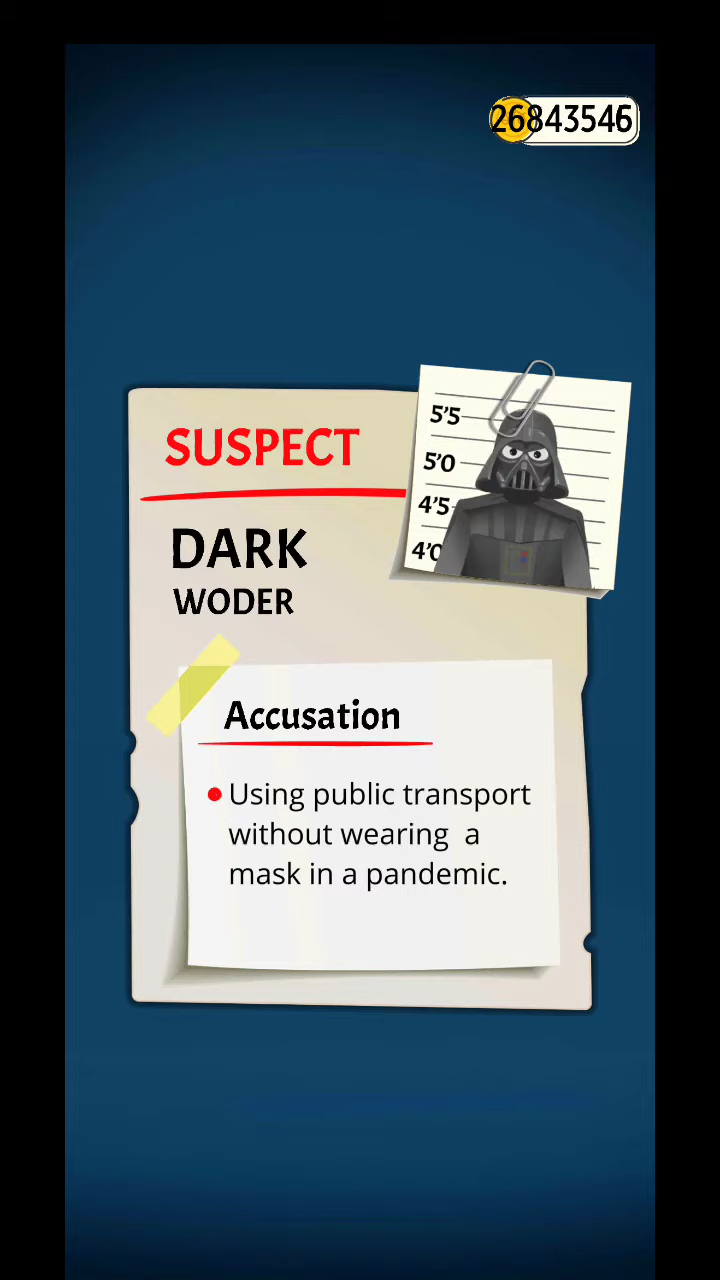 26843546
SUSPECT
5'5
5'0
4'5
4'0
DARK
WODER
Accusation
Using public transport
without wearing a
mask in a pandemic.